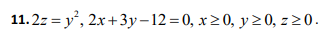 11. 2z = y², 2x+3y−12 = 0, x ≥ 0, y ≥ 0, z ≥ 0.